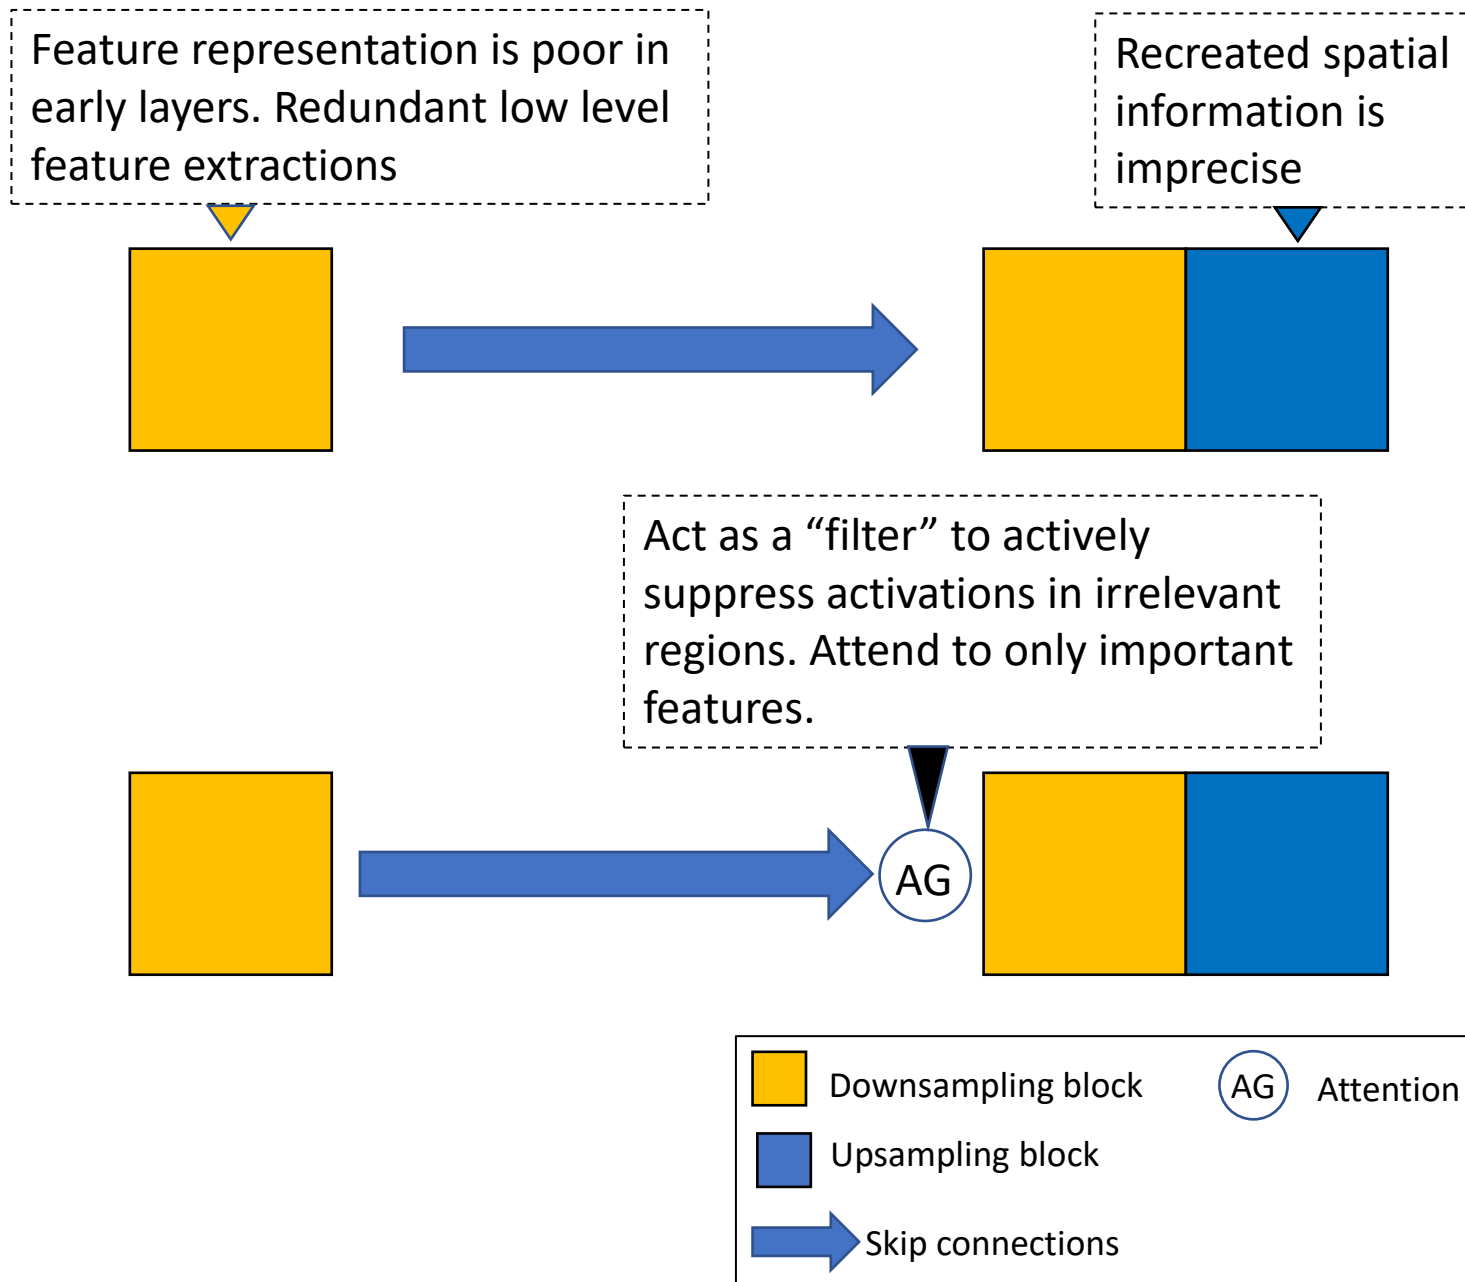 Feature representation is poor in
early layers. Redundant low level
feature extractions
Recreated spatial
information is
imprecise
Act as a “filter” to actively
suppress activations in irrelevant
regions. Attend to only important
features.
AG
Downsampling block
AG Attention
Upsampling block
Skip connections